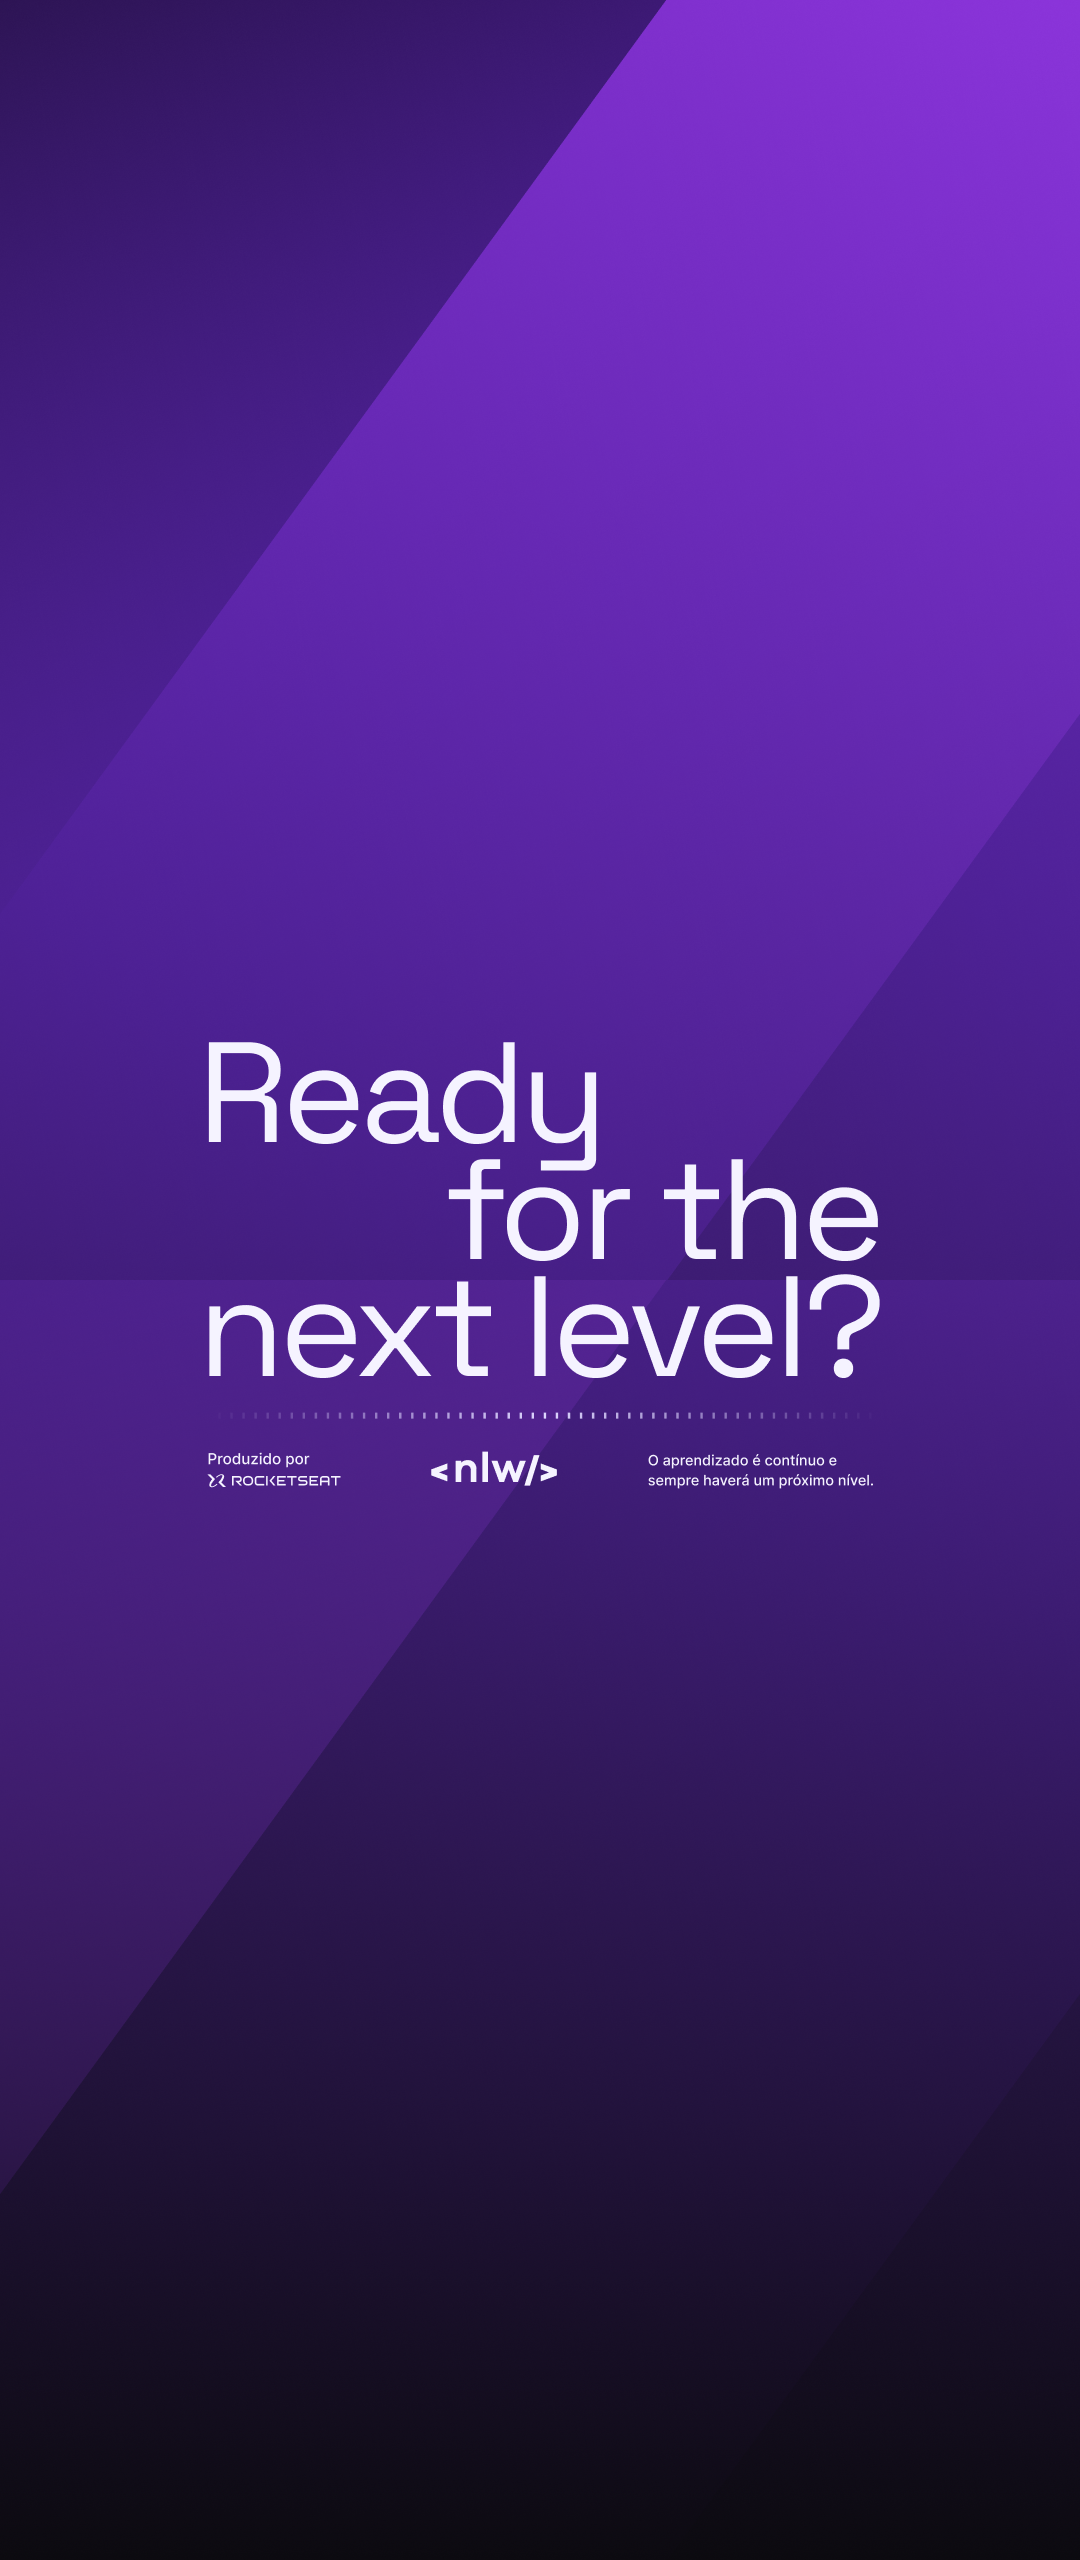 Ready
for the
next level?
Produzido por
ROCKETSEAT
<nlw/>
O aprendizado é contínuo e
sempre haverá um próximo nível.